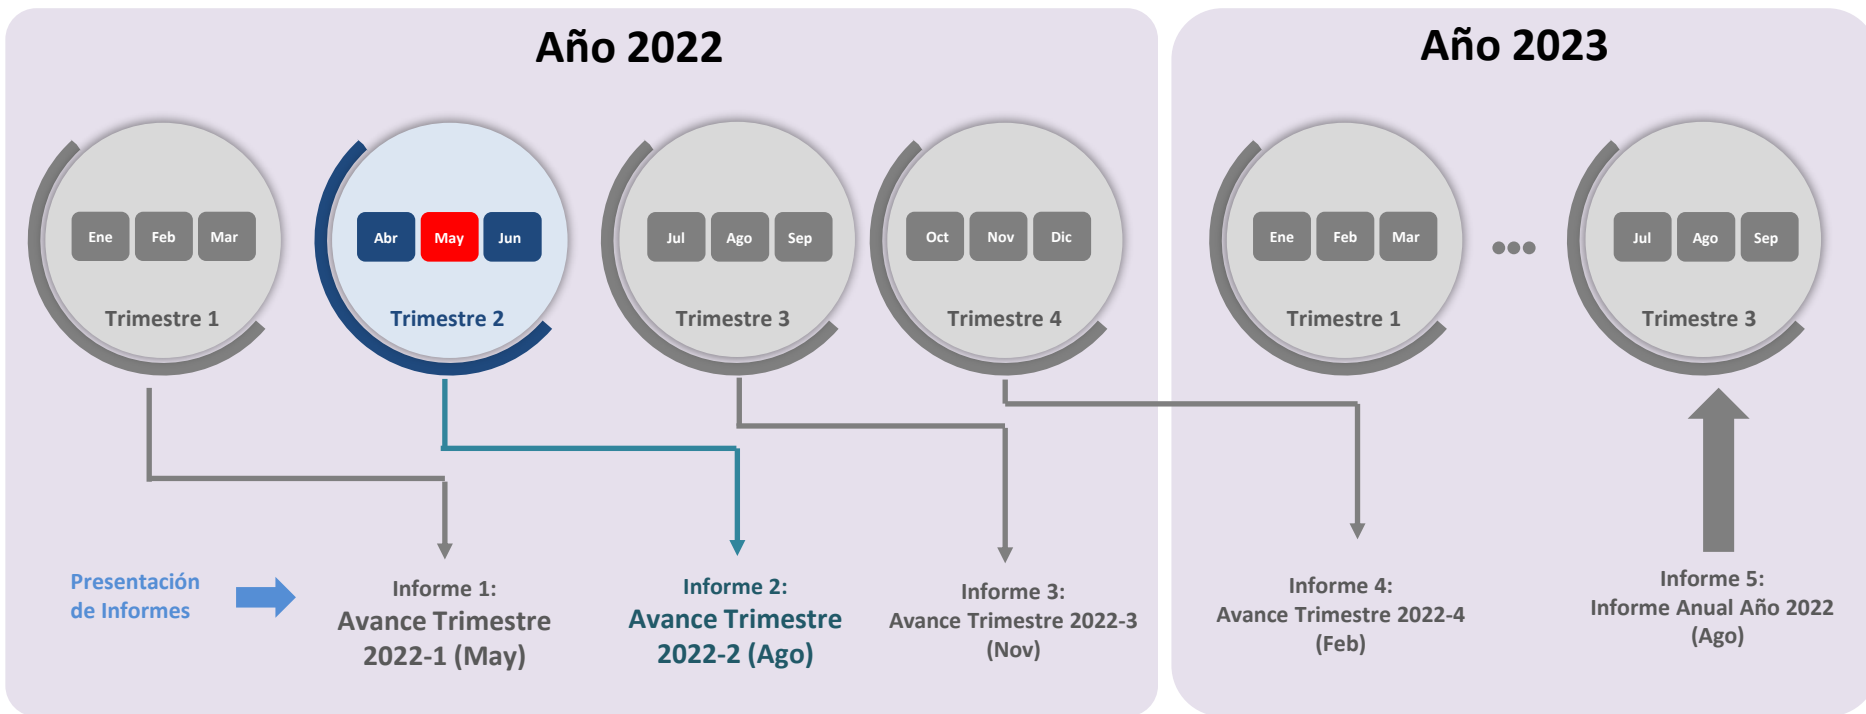 Año 2022
Año 2023
Ene Feb Mar
Trimestre 1
Abr May Jun
Trimestre 2
Jul Ago Sep
Trimestre 3
Oct Nov Dic
Trimestre 4
Ene Feb Mar
Trimestre 1
Jul Ago Sep
Trimestre 3
Presentación
de Informes
Informe 1:
Avance Trimestre
2022-1 (May)
Informe 2:
Avance Trimestre
2022-2 (Ago)
Informe 3:
Avance Trimestre 2022-3
(Nov)
Informe 4:
Avance Trimestre 2022-4
(Feb)
Informe 5:
Informe Anual Año 2022
(Ago)